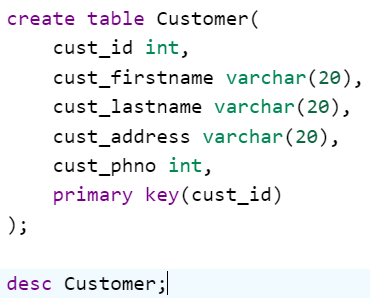 create table Customer(
    cust_id int,
    cust_firstname varchar(20),
    cust_lastname varchar(20),
    cust_address varchar(20),
    cust_phno int,
    primary key(cust_id)
);
desc Customer;